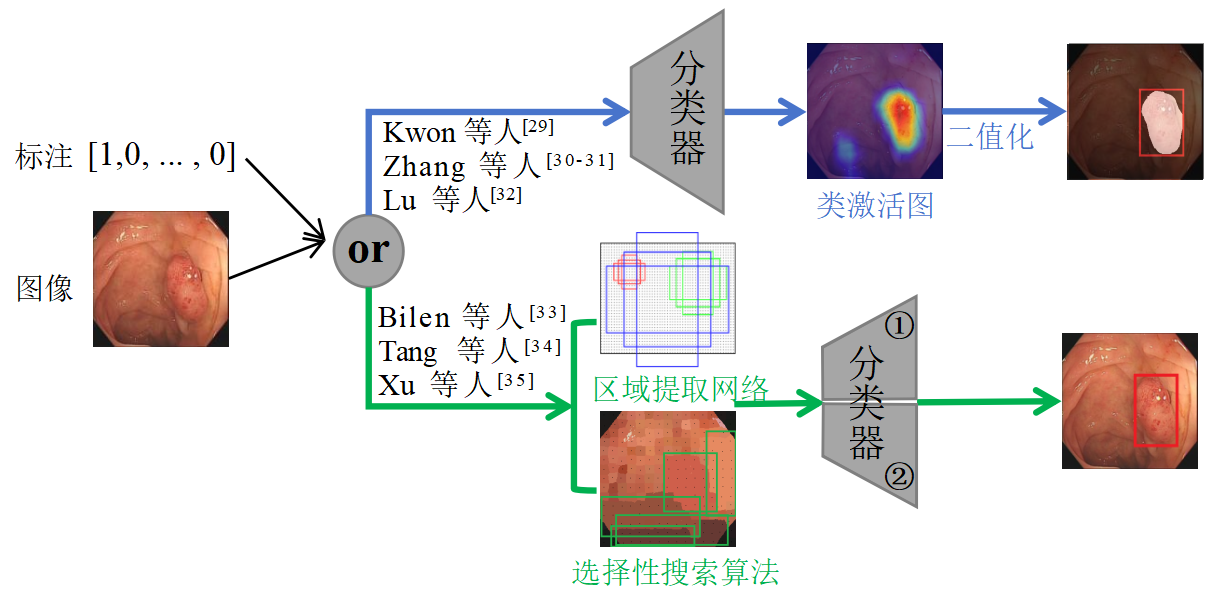 标注 [1,0, ... , 0]
图像
or
Kwon 等人[29]
Zhang 等人[30-31]
Lu 等人[32]
分类器
类激活图
二值化
Bilen 等人[33]
Tang 等人[34]
Xu 等人[35]
区域提取网络
选择性搜索算法
①
分类器
②